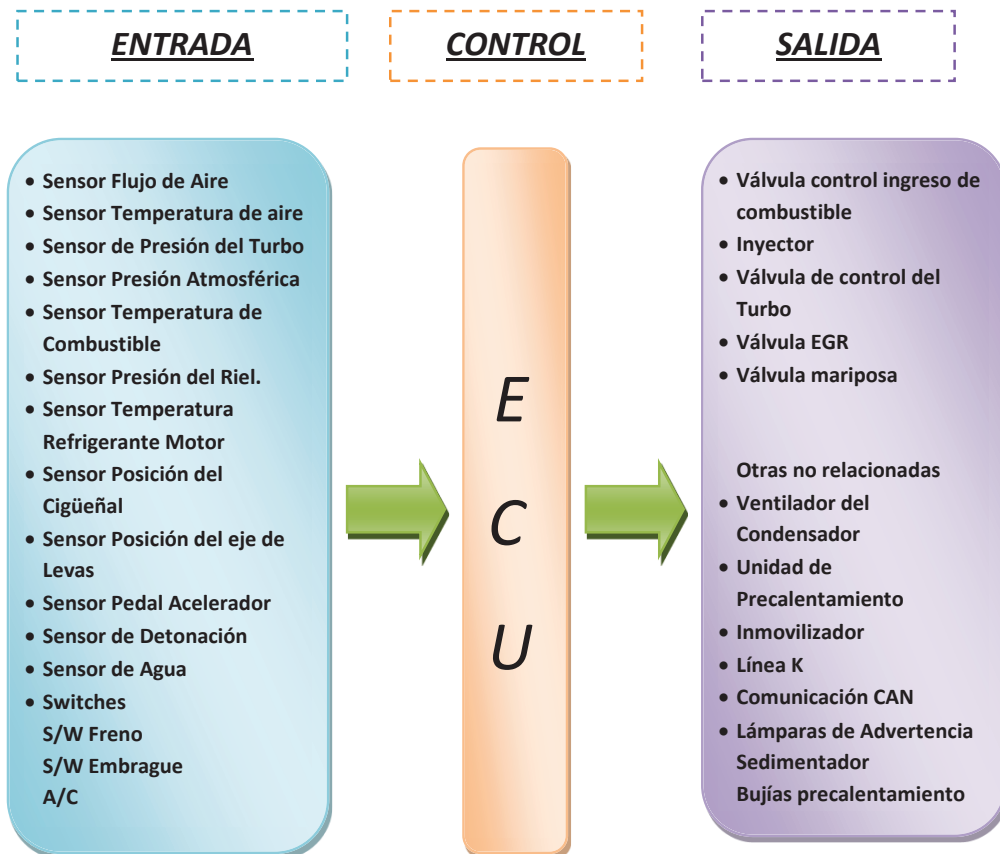 ENTRADA
CONTROL
SALIDA
• Sensor Flujo de Aire
• Sensor Temperatura de aire
• Sensor de Presión del Turbo
• Sensor Presión Atmosférica
• Sensor Temperatura de
Combustible
• Sensor Presión del Riel.
• Sensor Temperatura
Refrigerante Motor
• Sensor Posición del
Cigüeñal
• Sensor Posición del eje de
Levas
• Sensor Pedal Acelerador
• Sensor de Detonación
• Sensor de Agua
• Switches
S/W Freno
S/W Embrague
A/C
E
C
U
• Válvula control ingreso de
combustible
• Inyector
• Válvula de control del
Turbo
• Válvula EGR
• Válvula mariposa
Otras no relacionadas
• Ventilador del
Condensador
• Unidad de
Precalentamiento
• Inmovilizador
• Línea K
• Comunicación CAN
• Lámparas de Advertencia
Sedimentador
Bujías precalentamiento